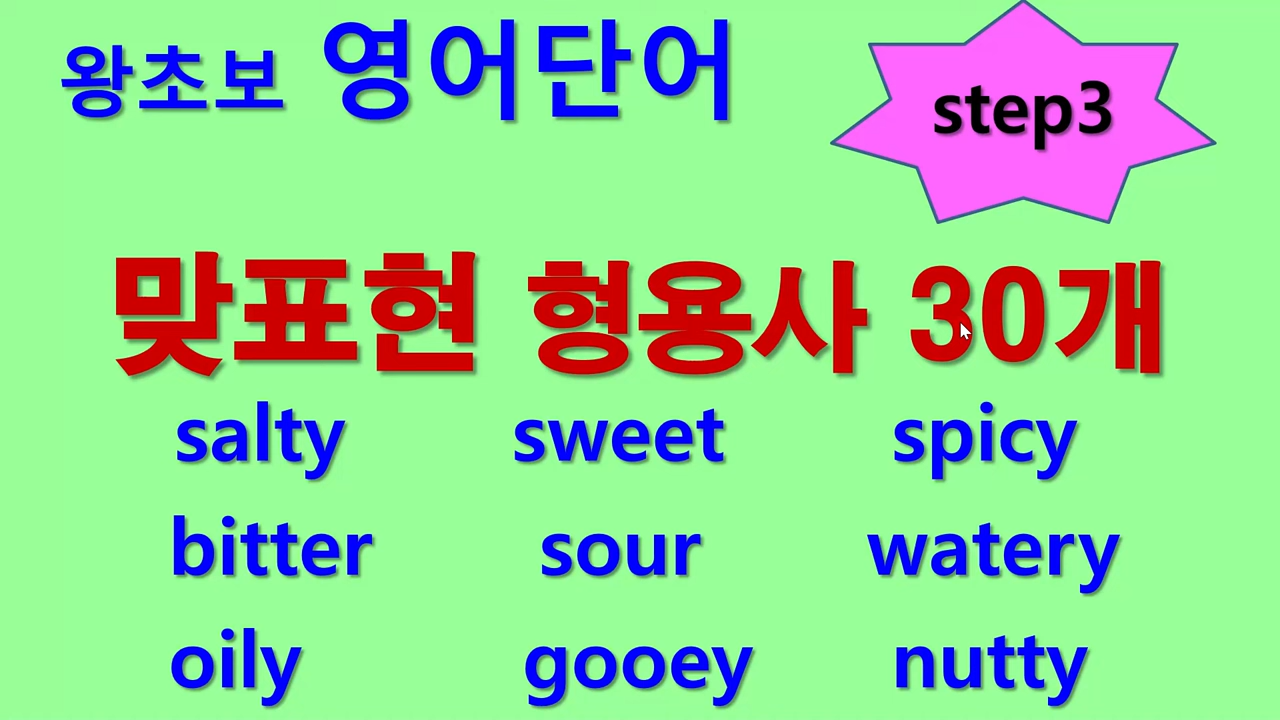 왕초보 영어단어
step3
맞표현 형용사 30개
salty sweet spicy
bitter sour watery
oily gooey nutty